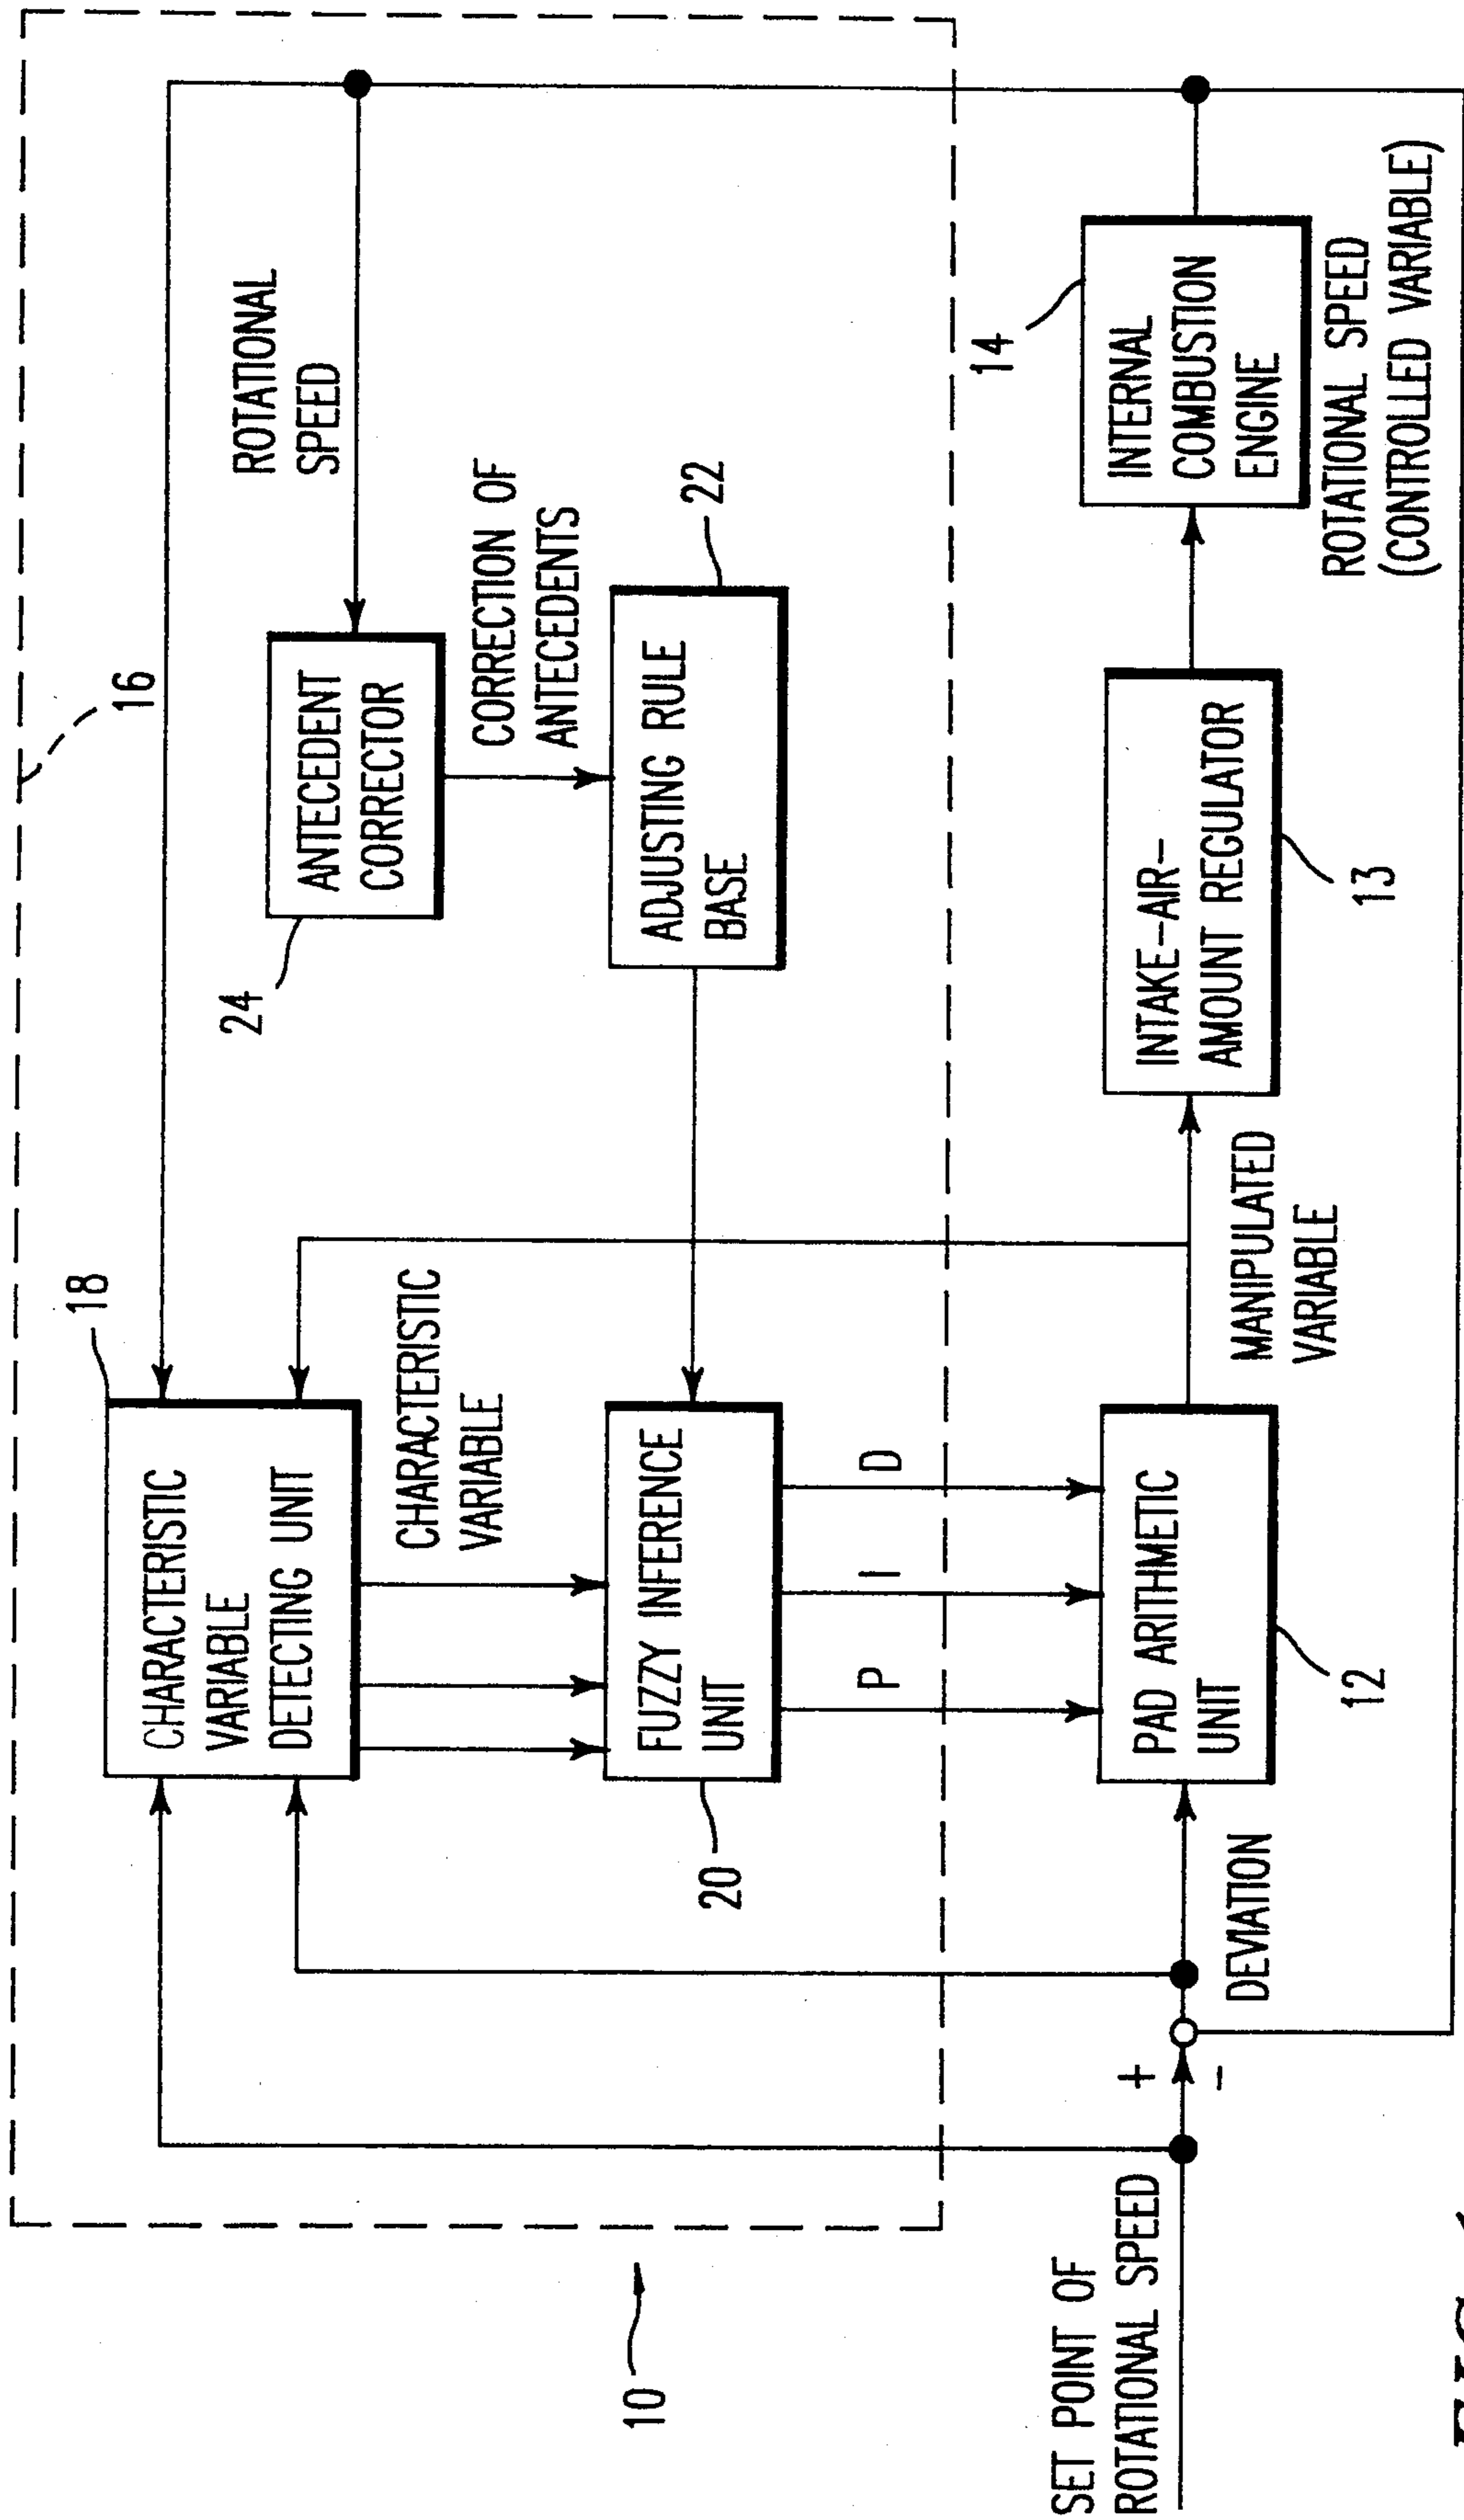 16
18
CHARACTERISTIC
VARIABLE
DETECTING UNIT
ROTATIONAL
SPEED
24
ANTECEDENT
CORRECTOR
CHARACTERISTIC
VARIABLE
CORRECTION OF
ANTECEDENTS
20
FUZZY INFERENCE
UNIT
ADJUSTING RULE
BASE
22
10
P
I
D
14
SET POINT OF
ROTATIONAL SPEED
+
-
DEVIATION
PAD ARITHMETIC
UNIT
12
MANIPULATED
VARIABLE
INTAKE-AIR-
AMOUNT REGULATOR
13
INTERNAL
COMBUSTION
ENGINE
ROTATIONAL SPEED
(CONTROLLED VARIABLE)